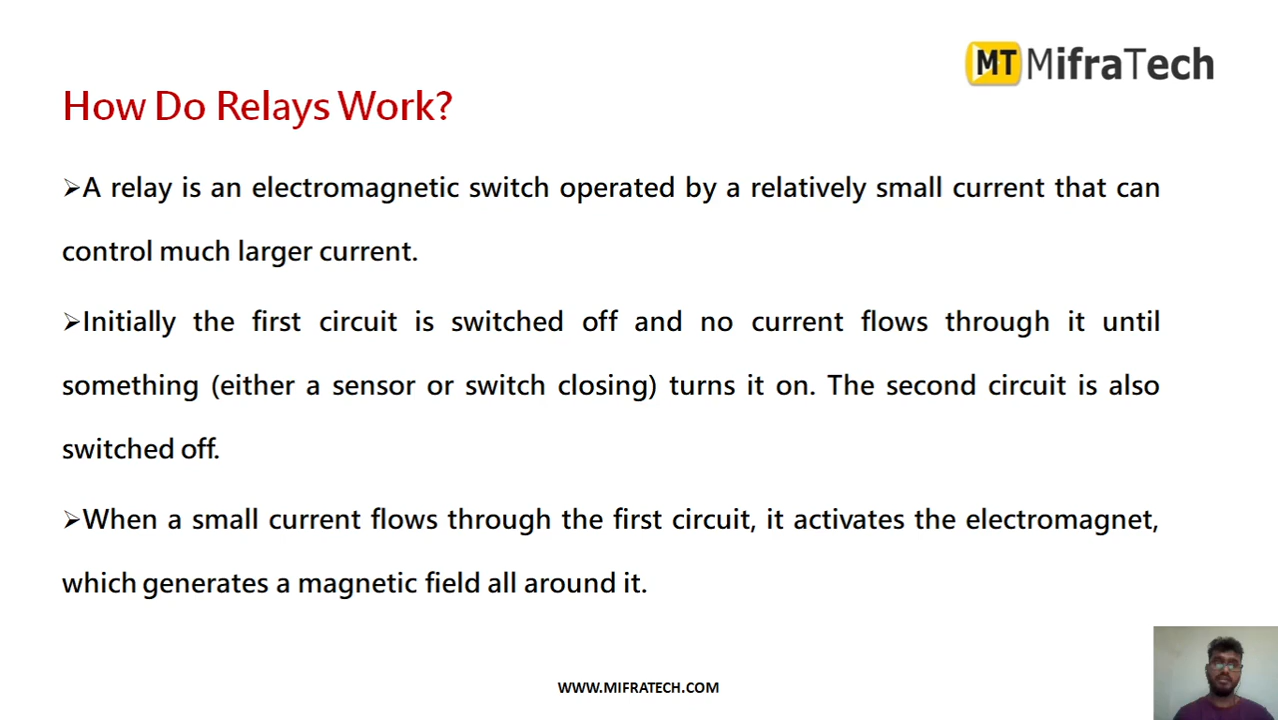 MT MifraTech
How Do Relays Work?
➢A relay is an electromagnetic switch operated by a relatively small current that can
control much larger current.
➢Initially the first circuit is switched off and no current flows through it until
something (either a sensor or switch closing) turns it on. The second circuit is also
switched off.
➢When a small current flows through the first circuit, it activates the electromagnet,
which generates a magnetic field all around it.
WWW.MIFRATECH.COM